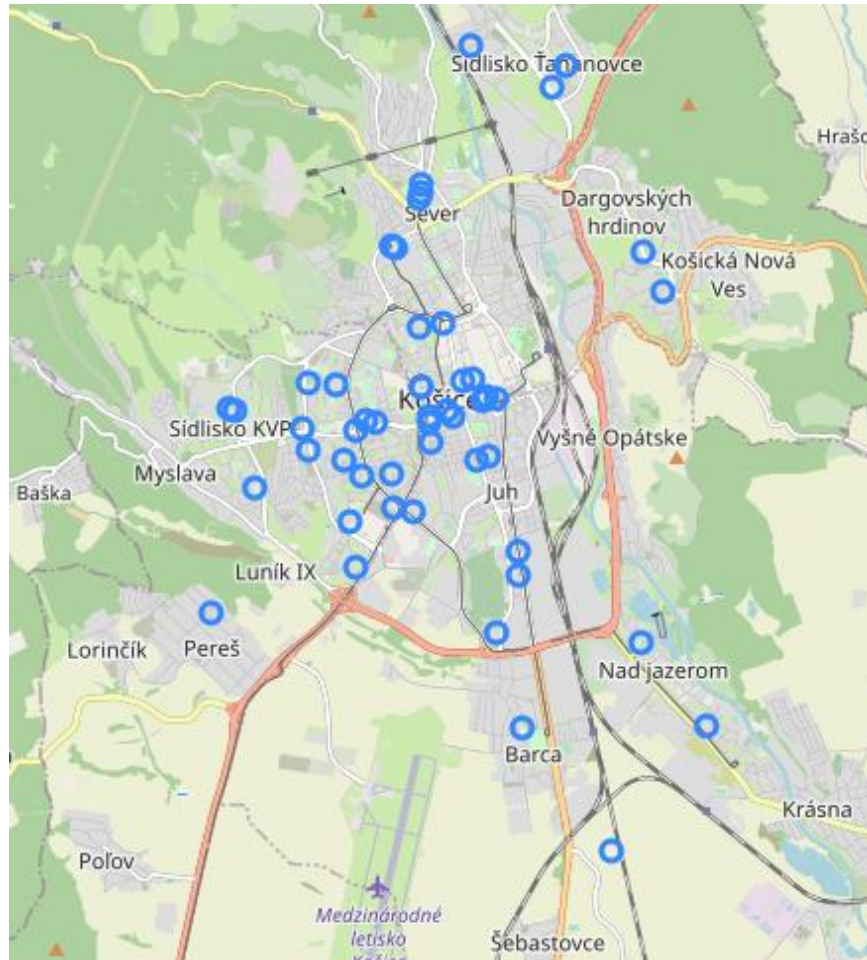 Sídlisko Ťahanovce
Hrašo
Sever
Dargovských
hrdinov
Košická Nová
Ves
Košice
Sídlisko KVP
Vyšné Opátske
Myslava
Baška
Juh
Luník IX
Lorinčík
Pereš
Nad jazerom
Barca
Krásna
Poľov
Medzinárodné
letisko
Košice
Šebastovce